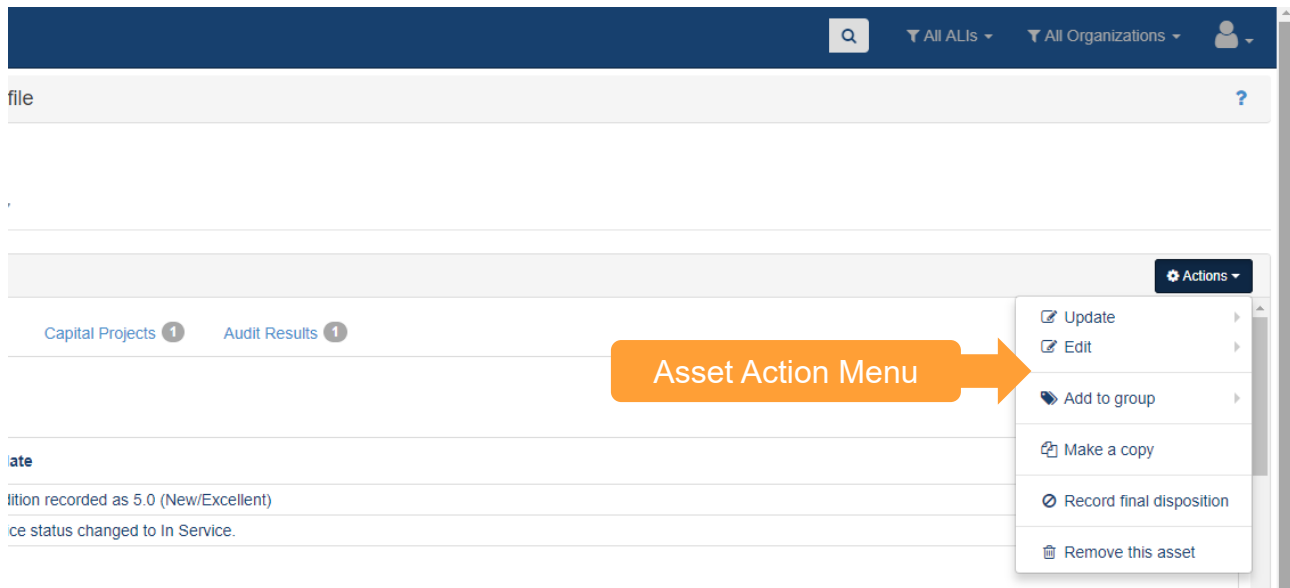 All ALIs
All Organizations
file
?
Actions
Capital Projects 1
Audit Results 1
Update
Edit
Asset Action Menu
Add to group
Make a copy
Record final disposition
Remove this asset
ate
dition recorded as 5.0 (New/Excellent)
ice status changed to In Service.